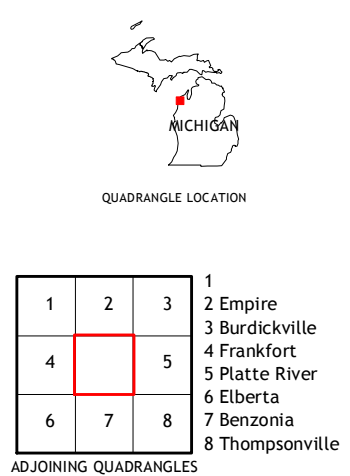 MICHIGAN
QUADRANGLE LOCATION
1 2 3
4 5
6 7 8
1
2 Empire
3 Burdickville
4 Frankfort
5 Platte River
6 Elberta
7 Benzonia
8 Thompsonville
ADJOINING QUADRANGLES